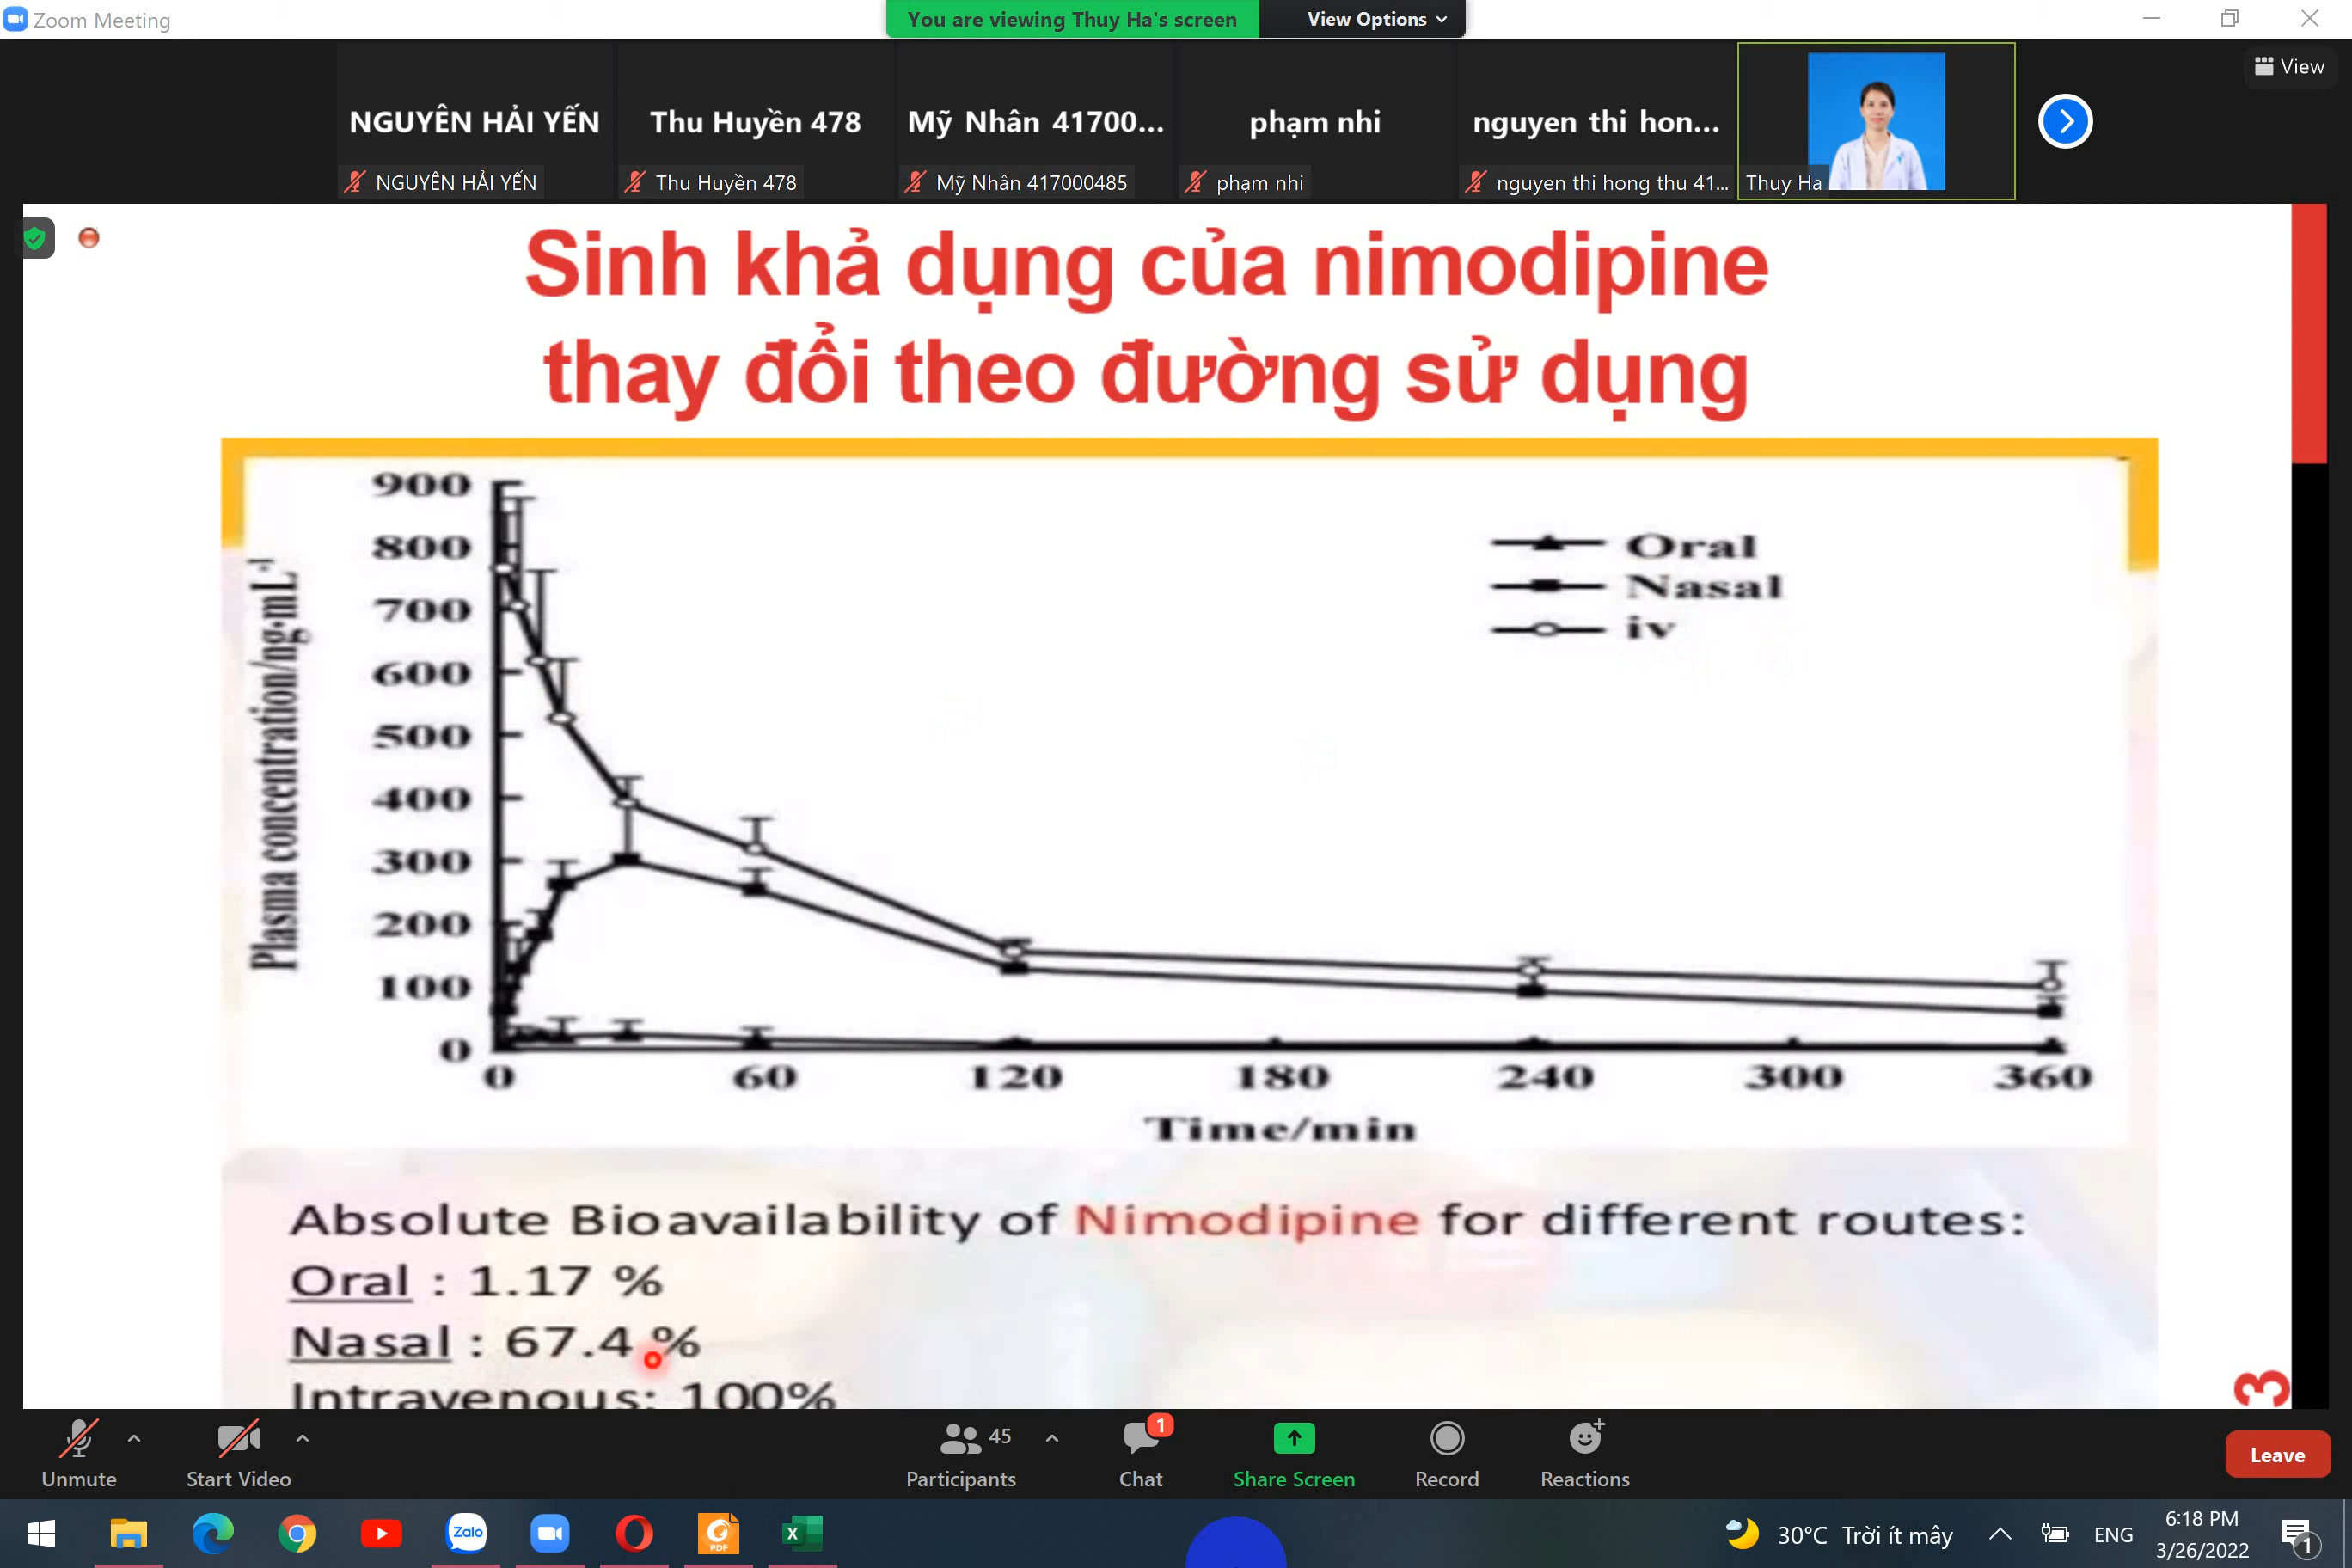 Zoom Meeting
You are viewing Thuy Ha's screen
View Options
View
NGUYÊN HẢI YẾN
Thu Huyền 478
Mỹ Nhân 41700...
phạm nhi
nguyen thi hon...
NGUYÊN HẢI YẾN
Thu Huyền 478
Mỹ Nhân 417000485
phạm nhi
nguyen thi hong thu 41...
Thuy Ha
Sinh khả dụng của nimodipine
thay đổi theo đường sử dụng
Plasma concentration/ng·mL⁻¹
900
800
700
600
500
400
300
200
100
0
Oral
Nasal
iv
0 60 120 180 240 300 360
Time/min
Absolute Bioavailability of Nimodipine for different routes:
Oral : 1.17 %
Nasal : 67.4 %
Intravenous: 100%
3
Unmute
Start Video
45
Participants
1
Chat
Share Screen
Record
Reactions
Leave
Zalo
PDF
X
30°C Trời ít mây
ENG
6:18 PM
3/26/2022
1